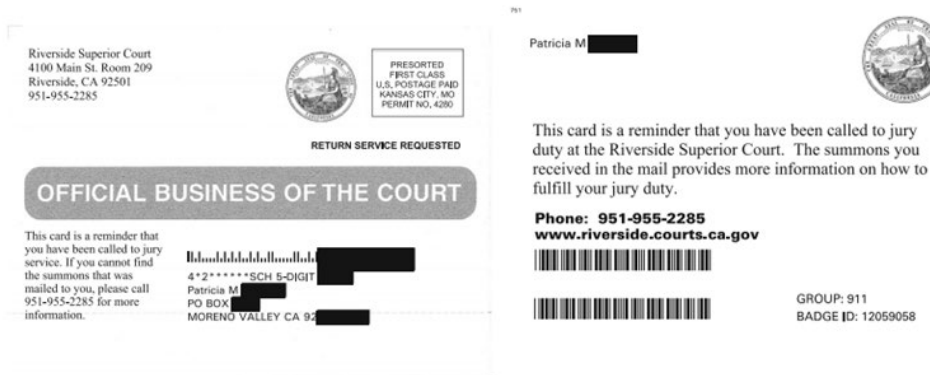 Riverside Superior Court
4100 Main St. Room 209
Riverside, CA 92501
951-955-2285
PRESORTED
FIRST CLASS
U.S. POSTAGE PAID
KANSAS CITY, MO
PERMIT NO. 4280
RETURN SERVICE REQUESTED
OFFICIAL BUSINESS OF THE COURT
This card is a reminder that
you have been called to jury
service. If you cannot find
the summons that was
mailed to you, please call
951-955-2285 for more
information.
4*2******SCH 5-DIGIT
Patricia M
PO BOX
MORENO VALLEY CA 92
Patricia M
This card is a reminder that you have been called to jury
duty at the Riverside Superior Court. The summons you
received in the mail provides more information on how to
fulfill your jury duty.
Phone: 951-955-2285
www.riverside.courts.ca.gov
GROUP: 911
BADGE ID: 12059058